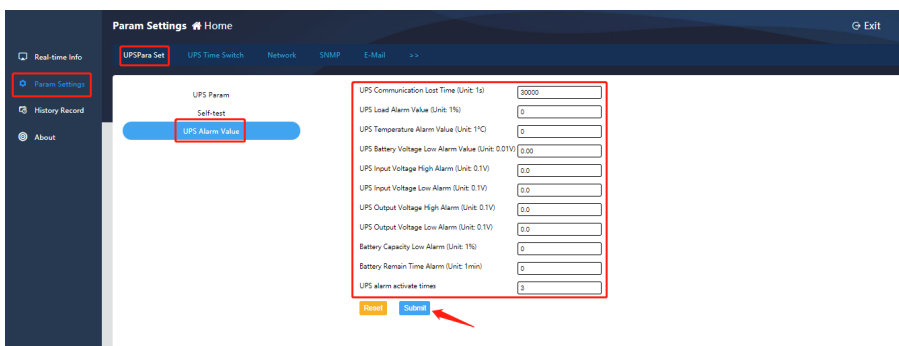 Param Settings Home
Exit
Real-time Info
Param Settings
History Record
About
UPSPara Set UPS Time Switch Network SNMP E-Mail >>
UPS Param
Self-test
UPS Alarm Value
UPS Communication Lost Time (Unit: 1s) 30000
UPS Load Alarm Value (Unit: 1%) 0
UPS Temperature Alarm Value (Unit: 1°C) 0
UPS Battery Voltage Low Alarm Value (Unit: 0.01V) 0.00
UPS Input Voltage High Alarm (Unit: 0.1V) 0.0
UPS Input Voltage Low Alarm (Unit: 0.1V) 0.0
UPS Output Voltage High Alarm (Unit: 0.1V) 0.0
UPS Output Voltage Low Alarm (Unit: 0.1V) 0.0
Battery Capacity Low Alarm (Unit: 1%) 0
Battery Remain Time Alarm (Unit: 1min) 0
UPS alarm activate times 3
Reset Submit